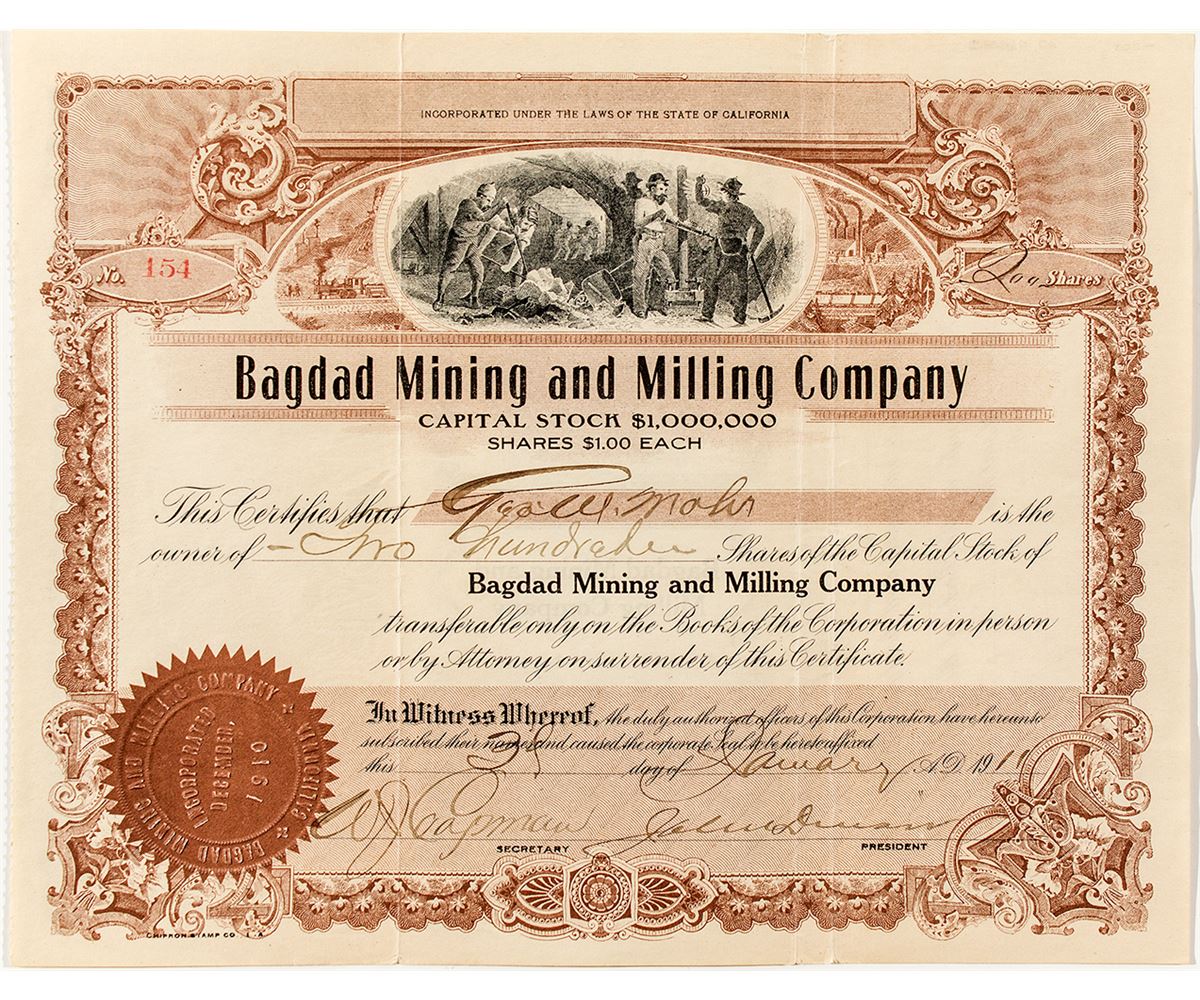 INCORPORATED UNDER THE LAWS OF THE STATE OF CALIFORNIA
No. 154
200 Shares
Bagdad Mining and Milling Company
CAPITAL STOCK $1,000,000
SHARES $1.00 EACH
This Certifies that Geo. W. Mohr is the
owner of - Two Hundred Shares of the Capital Stock of
Bagdad Mining and Milling Company
transferable only on the Books of the Corporation in person
or by Attorney on surrender of this Certificate.
In Witness Whereof, the duly authorized officers of this Corporation have hereunto
subscribed their names and caused the corporate Seal to be hereto affixed
this 3d day of January A.D. 1911
SECRETARY
PRESIDENT
BAGDAD MINING AND MILLING COMPANY
INCORPORATED
DECEMBER,
1910
CHIPRON STAMP CO L.A.